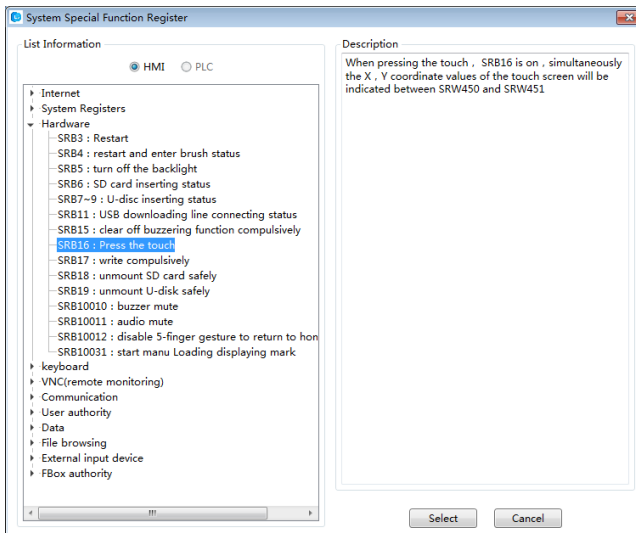 System Special Function Register
List Information
HMI PLC
Internet
System Registers
Hardware
SRB3 : Restart
SRB4 : restart and enter brush status
SRB5 : turn off the backlight
SRB6 : SD card inserting status
SRB7~9 : U-disc inserting status
SRB11 : USB downloading line connecting status
SRB15 : clear off buzzering function compulsively
SRB16 : Press the touch
SRB17 : write compulsively
SRB18 : unmount SD card safely
SRB19 : unmount U-disk safely
SRB10010 : buzzer mute
SRB10011 : audio mute
SRB10012 : disable 5-finger gesture to return to hon
SRB10031 : start manu Loading displaying mark
keyboard
VNC(remote monitoring)
Communication
User authority
Data
File browsing
External input device
FBox authority
Description
When pressing the touch , SRB16 is on , simultaneously
the X , Y coordinate values of the touch screen will be
indicated between SRW450 and SRW451
Select Cancel